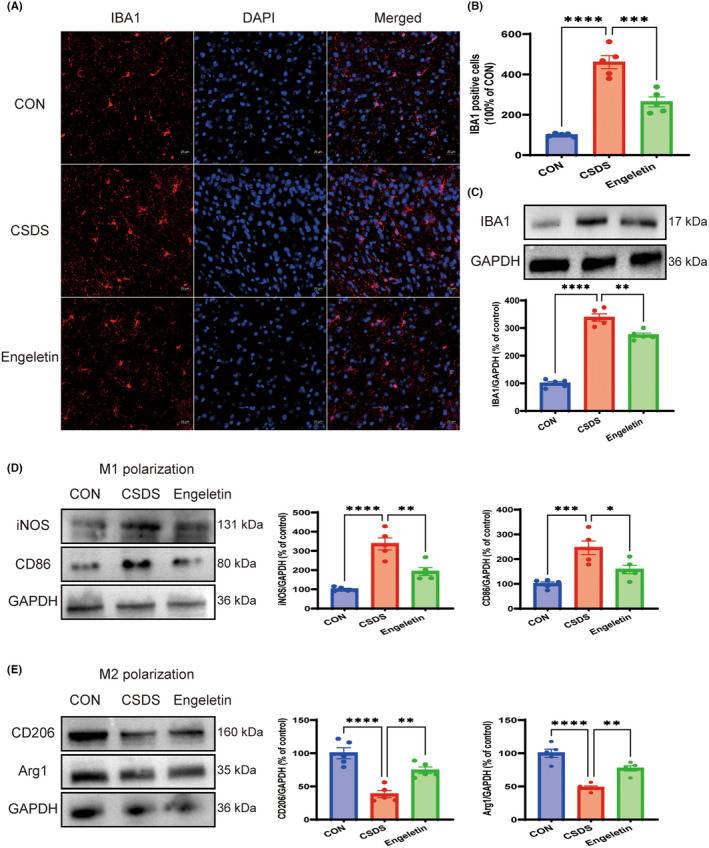 (A)
IBA1
DAPI
Merged
CON
CSDS
Engeletin
(B)
IBA1 positive cells
(100% of CON)
600
400
200
0
****
***
CON
CSDS
Engeletin
(C)
IBA1
17 kDa
GAPDH
36 kDa
IBA1/GAPDH (% of control)
400
300
200
100
0
****
**
CON
CSDS
Engeletin
(D)
M1 polarization
CON
CSDS
Engeletin
iNOS
131 kDa
CD86
80 kDa
GAPDH
36 kDa
iNOS/GAPDH (% of control)
500
400
300
200
100
0
****
**
CON
CSDS
Engeletin
CD86/GAPDH (% of control)
400
300
200
100
0
***
*
CON
CSDS
Engeletin
(E)
M2 polarization
CON
CSDS
Engeletin
CD206
160 kDa
Arg1
35 kDa
GAPDH
36 kDa
CD206/GAPDH (% of control)
150
100
50
0
****
**
CON
CSDS
Engeletin
Arg1/GAPDH (% of control)
150
100
50
0
****
**
CON
CSDS
Engeletin